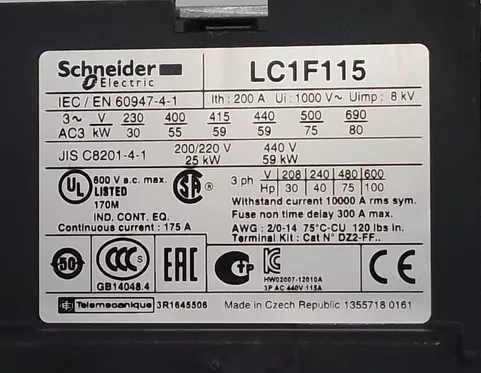 Schneider Electric
LC1F115
IEC / EN 60947-4-1
Ith : 200 A Ui : 1000 V~ Uimp : 8 kV
3~ V 230 400 415 440 500 690
AC3 kW 30 55 59 59 75 80
JIS C8201-4-1 200/220 V 440 V
25 kW 59 kW
UL 600 V a.c. max.
LISTED
170M
IND. CONT. EQ.
Continuous current : 175 A
SA
3 ph V 208 240 480 600
Hp 30 40 75 100
Withstand current 10000 A rms sym.
Fuse non time delay 300 A max.
AWG : 2/0-14 75°C-CU 120 lbs in.
Terminal Kit : Cat N° DZ2-FF..
50
CCC S
GB14048.4
EAC
HW02007-12010A
3P AC 440V 115A
Telemecanique 3R1645506
Made in Czech Republic 1355718 0161